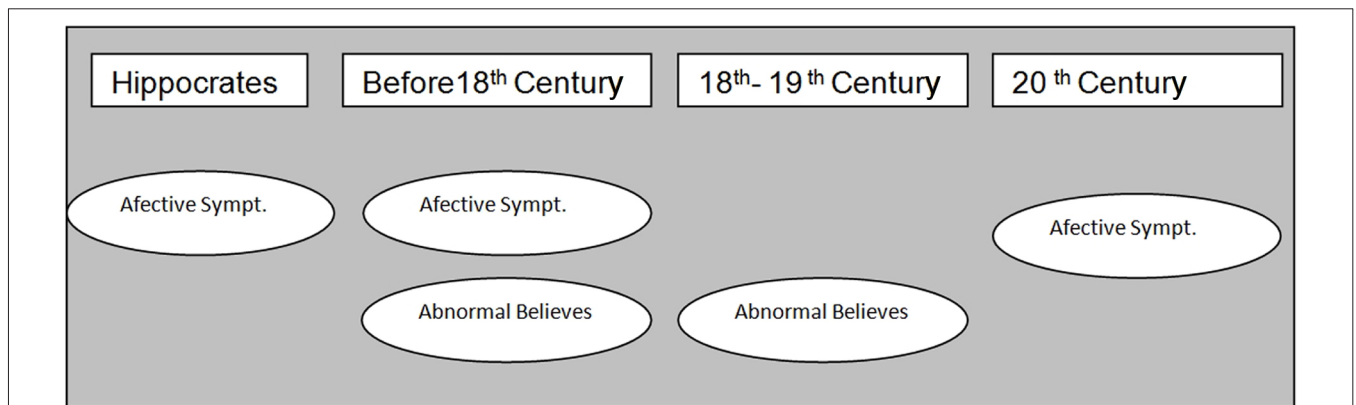 Hippocrates
Before18th Century
18th- 19 th Century
20 th Century
Afective Sympt.
Afective Sympt.
Afective Sympt.
Abnormal Believes
Abnormal Believes